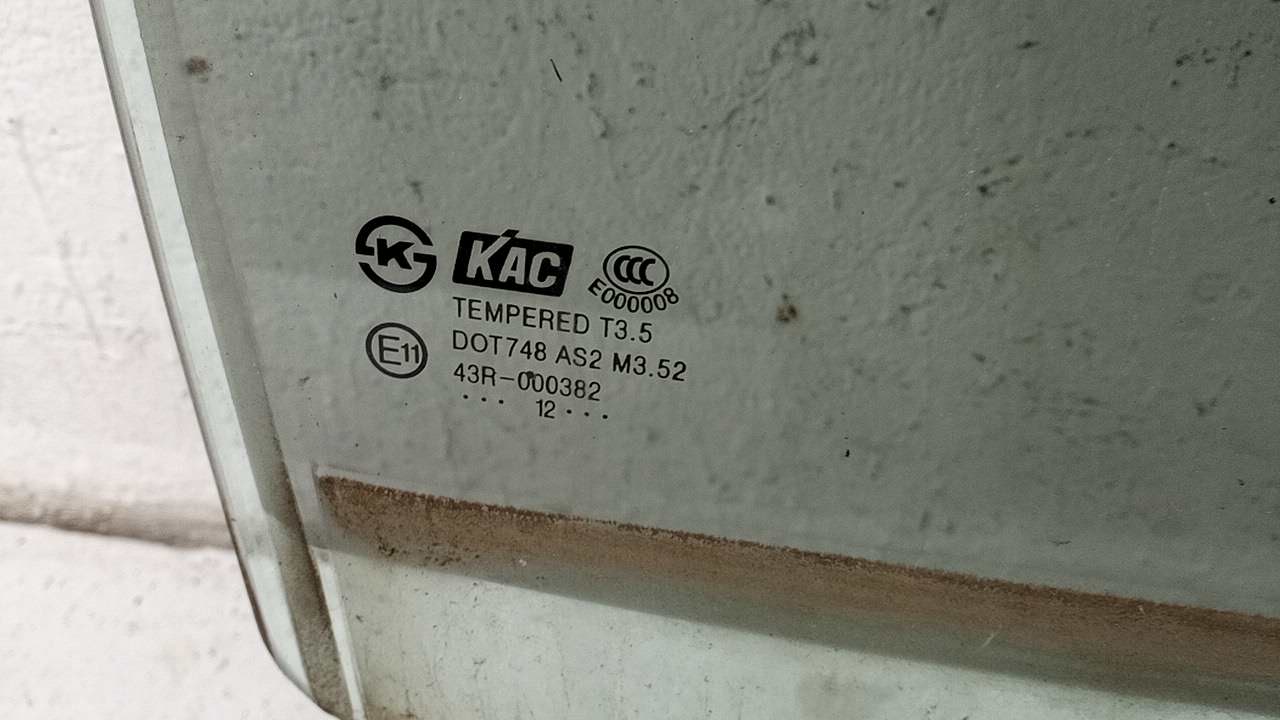 K KAC CCC
E000008
TEMPERED T3.5
E11 DOT748 AS2 M3.52
43R-000382
... 12 ...